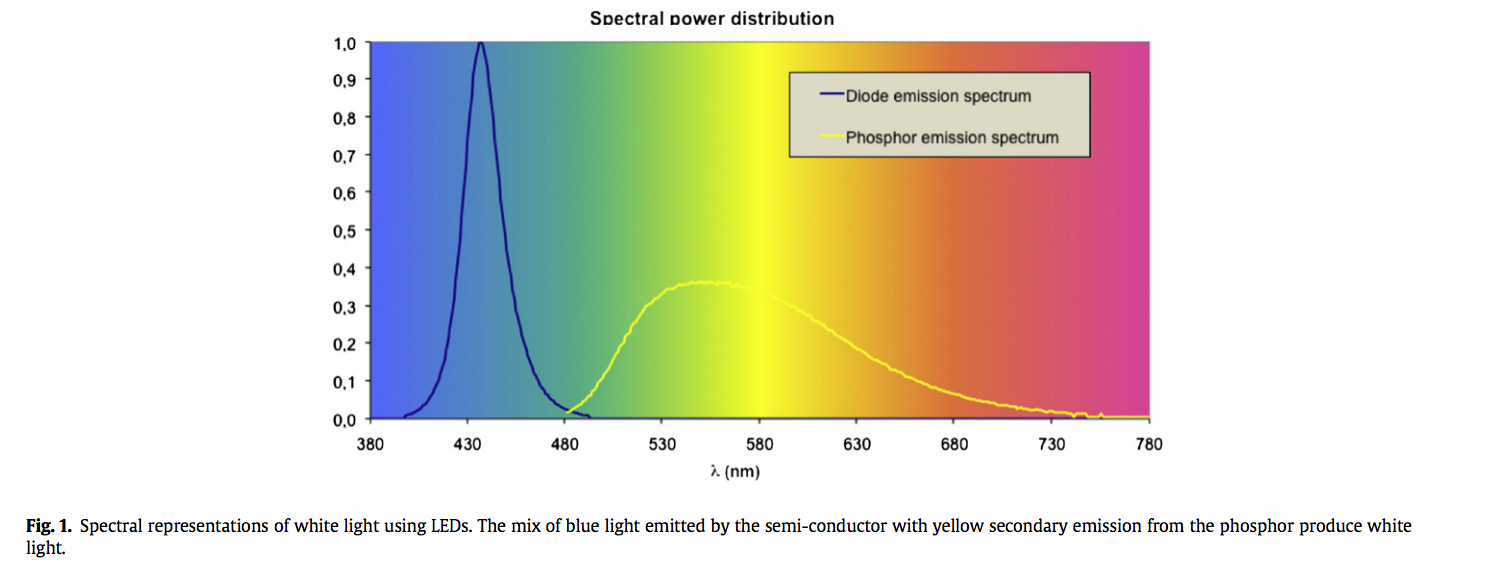 Spectral power distribution
1,0
0,9
0,8
0,7
0,6
0,5
0,4
0,3
0,2
0,1
0,0
Diode emission spectrum
Phosphor emission spectrum
380 430 480 530 580 630 680 730 780
λ (nm)
Fig. 1. Spectral representations of white light using LEDs. The mix of blue light emitted by the semi-conductor with yellow secondary emission from the phosphor produce white
light.